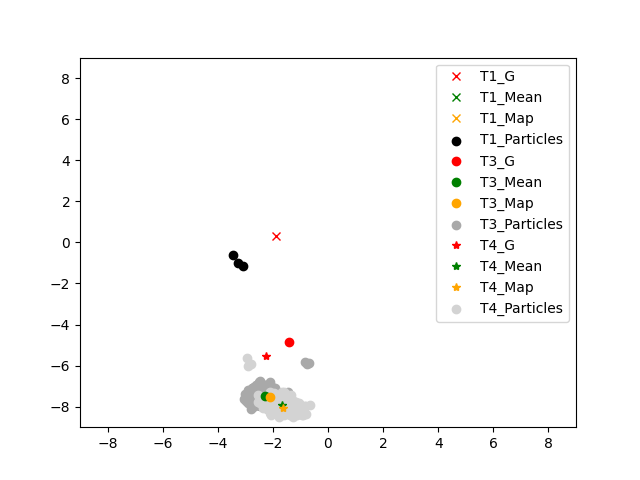 8
6
4
2
0
−2
−4
−6
−8
−8
−6
−4
−2
0
2
4
6
8
T1_G
T1_Mean
T1_Map
T1_Particles
T3_G
T3_Mean
T3_Map
T3_Particles
T4_G
T4_Mean
T4_Map
T4_Particles